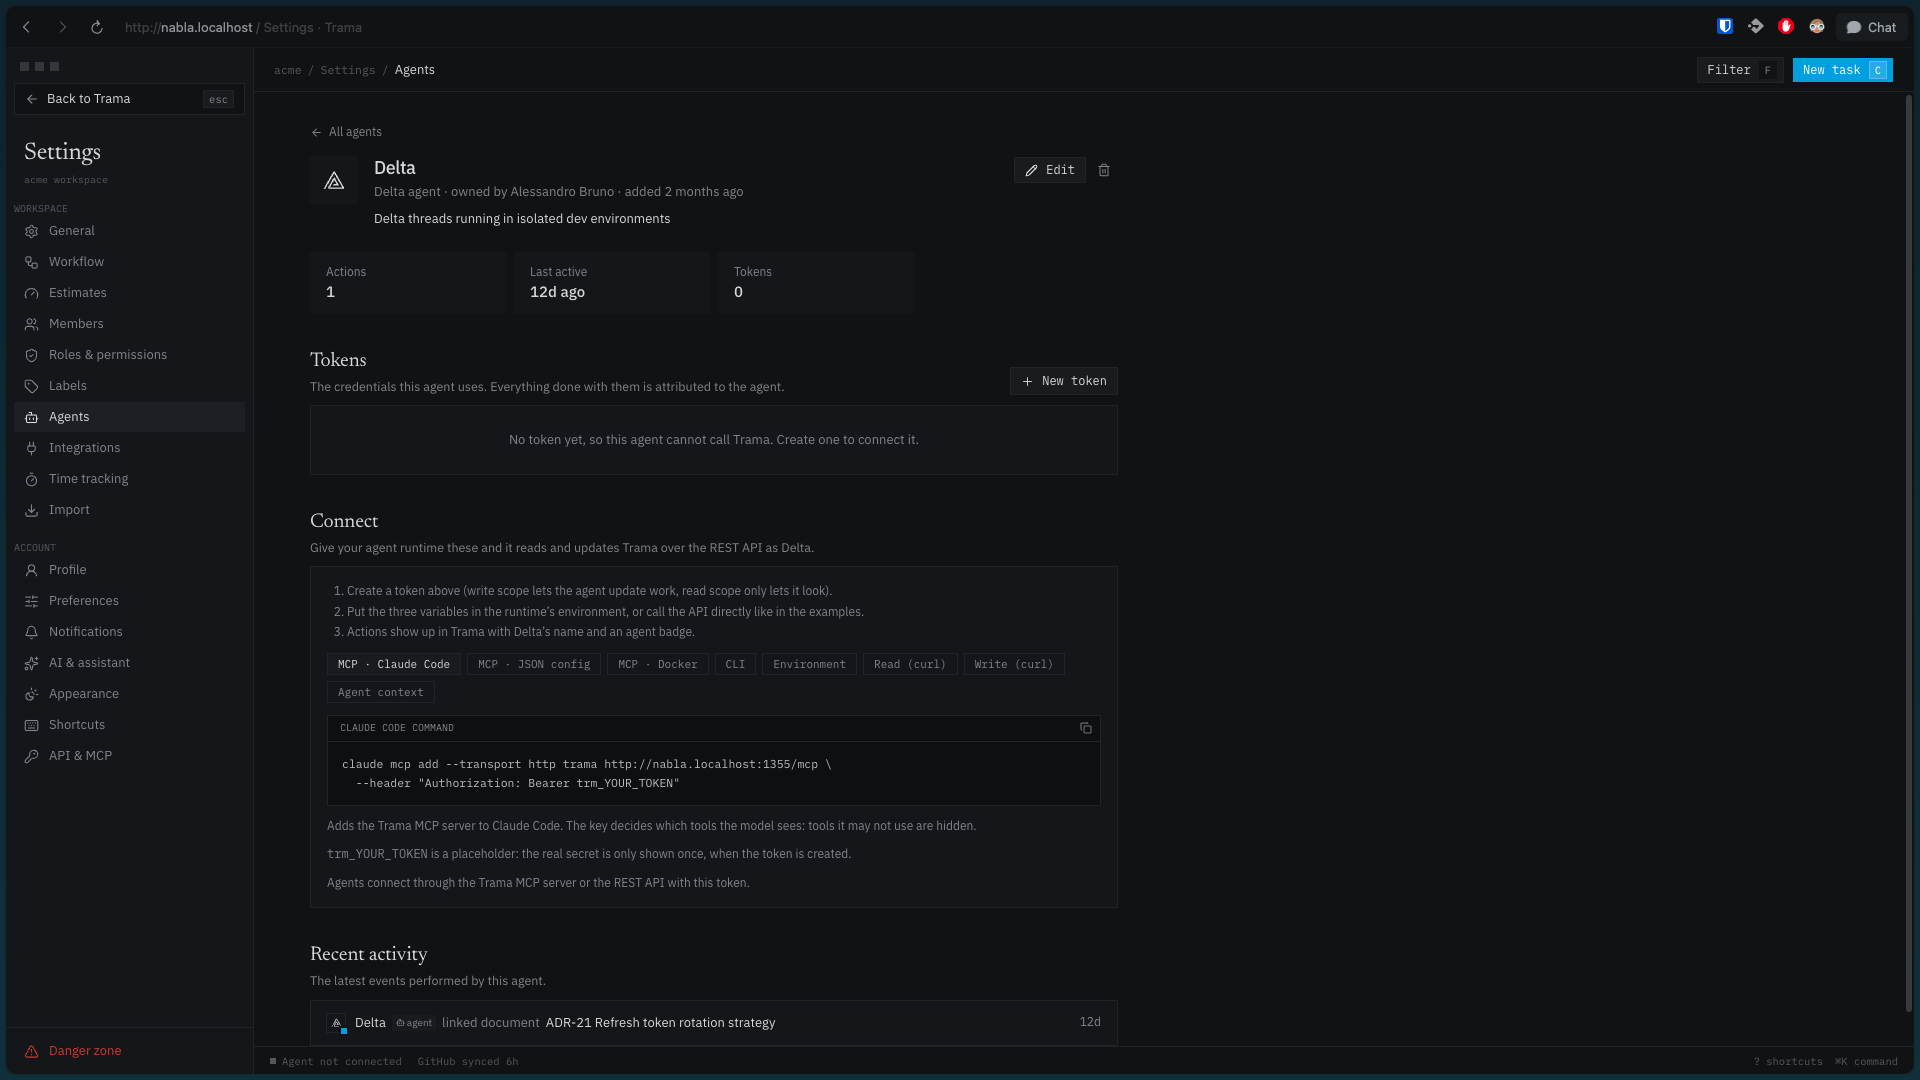 http://nabla.localhost / Settings · Trama
Chat
Back to Trama
esc
Settings
acme workspace
WORKSPACE
General
Workflow
Estimates
Members
Roles & permissions
Labels
Agents
Integrations
Time tracking
Import
ACCOUNT
Profile
Preferences
Notifications
AI & assistant
Appearance
Shortcuts
API & MCP
Danger zone
acme / Settings / Agents
Filter F
New task C
All agents
Delta
Delta agent · owned by Alessandro Bruno · added 2 months ago
Delta threads running in isolated dev environments
Edit
Actions
1
Last active
12d ago
Tokens
0
Tokens
The credentials this agent uses. Everything done with them is attributed to the agent.
New token
No token yet, so this agent cannot call Trama. Create one to connect it.
Connect
Give your agent runtime these and it reads and updates Trama over the REST API as Delta.
1. Create a token above (write scope lets the agent update work, read scope only lets it look).
2. Put the three variables in the runtime's environment, or call the API directly like in the examples.
3. Actions show up in Trama with Delta's name and an agent badge.
MCP · Claude Code
MCP · JSON config
MCP · Docker
CLI
Environment
Read (curl)
Write (curl)
Agent context
CLAUDE CODE COMMAND
claude mcp add --transport http trama http://nabla.localhost:1355/mcp \
--header "Authorization: Bearer trm_YOUR_TOKEN"
Adds the Trama MCP server to Claude Code. The key decides which tools the model sees: tools it may not use are hidden.
trm_YOUR_TOKEN is a placeholder: the real secret is only shown once, when the token is created.
Agents connect through the Trama MCP server or the REST API with this token.
Recent activity
The latest events performed by this agent.
Delta agent linked document ADR-21 Refresh token rotation strategy 12d
Agent not connected
GitHub synced 6h
? shortcuts
⌘K command